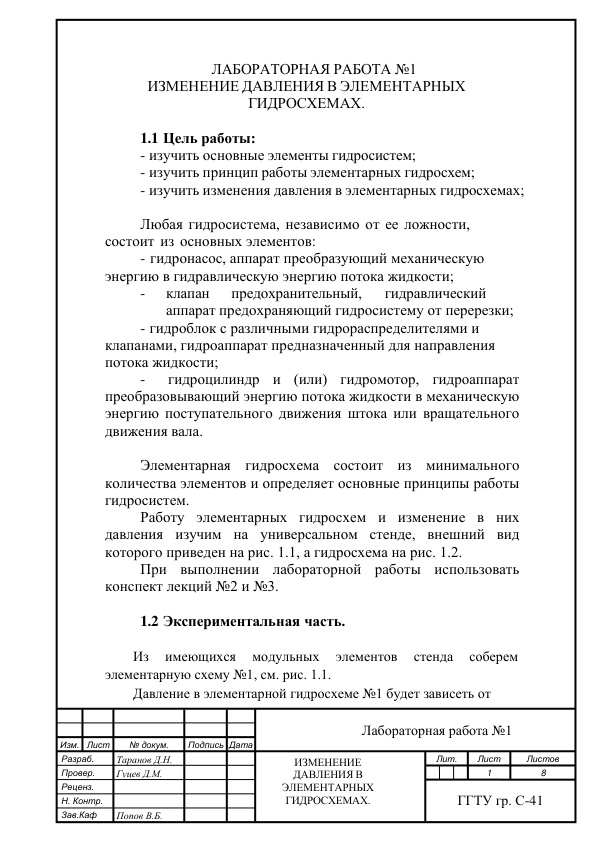 ЛАБОРАТОРНАЯ РАБОТА №1
ИЗМЕНЕНИЕ ДАВЛЕНИЯ В ЭЛЕМЕНТАРНЫХ
ГИДРОСХЕМАХ.
1.1 Цель работы:
- изучить основные элементы гидросистем;
- изучить принцип работы элементарных гидросхем;
- изучить изменения давления в элементарных гидросхемах;
Любая гидросистема, независимо от ее ложности,
состоит из основных элементов:
- гидронасос, аппарат преобразующий механическую
энергию в гидравлическую энергию потока жидкости;
- клапан предохранительный, гидравлический
аппарат предохраняющий гидросистему от перерезки;
- гидроблок с различными гидрораспределителями и
клапанами, гидроаппарат предназначенный для направления
потока жидкости;
- гидроцилиндр и (или) гидромотор, гидроаппарат
преобразовывающий энергию потока жидкости в механическую
энергию поступательного движения штока или вращательного
движения вала.
Элементарная гидросхема состоит из минимального
количества элементов и определяет основные принципы работы
гидросистем.
Работу элементарных гидросхем и изменение в них
давления изучим на универсальном стенде, внешний вид
которого приведен на рис. 1.1, а гидросхема на рис. 1.2.
При выполнении лабораторной работы использовать
конспект лекций №2 и №3.
1.2 Экспериментальная часть.
Из имеющихся модульных элементов стенда соберем
элементарную схему №1, см. рис. 1.1.
Давление в элементарной гидросхеме №1 будет зависеть от
Лабораторная работа №1
Изм. Лист № докум. Подпись Дата
Разраб. Таранов Д.Н.
Провер. Гуцев Д.М.
Реценз.
Н. Контр.
Зав.Каф Попов В.Б.
ИЗМЕНЕНИЕ
ДАВЛЕНИЯ В
ЭЛЕМЕНТАРНЫХ
ГИДРОСХЕМАХ.
Лит. Лист Листов
1 8
ГГТУ гр. С-41